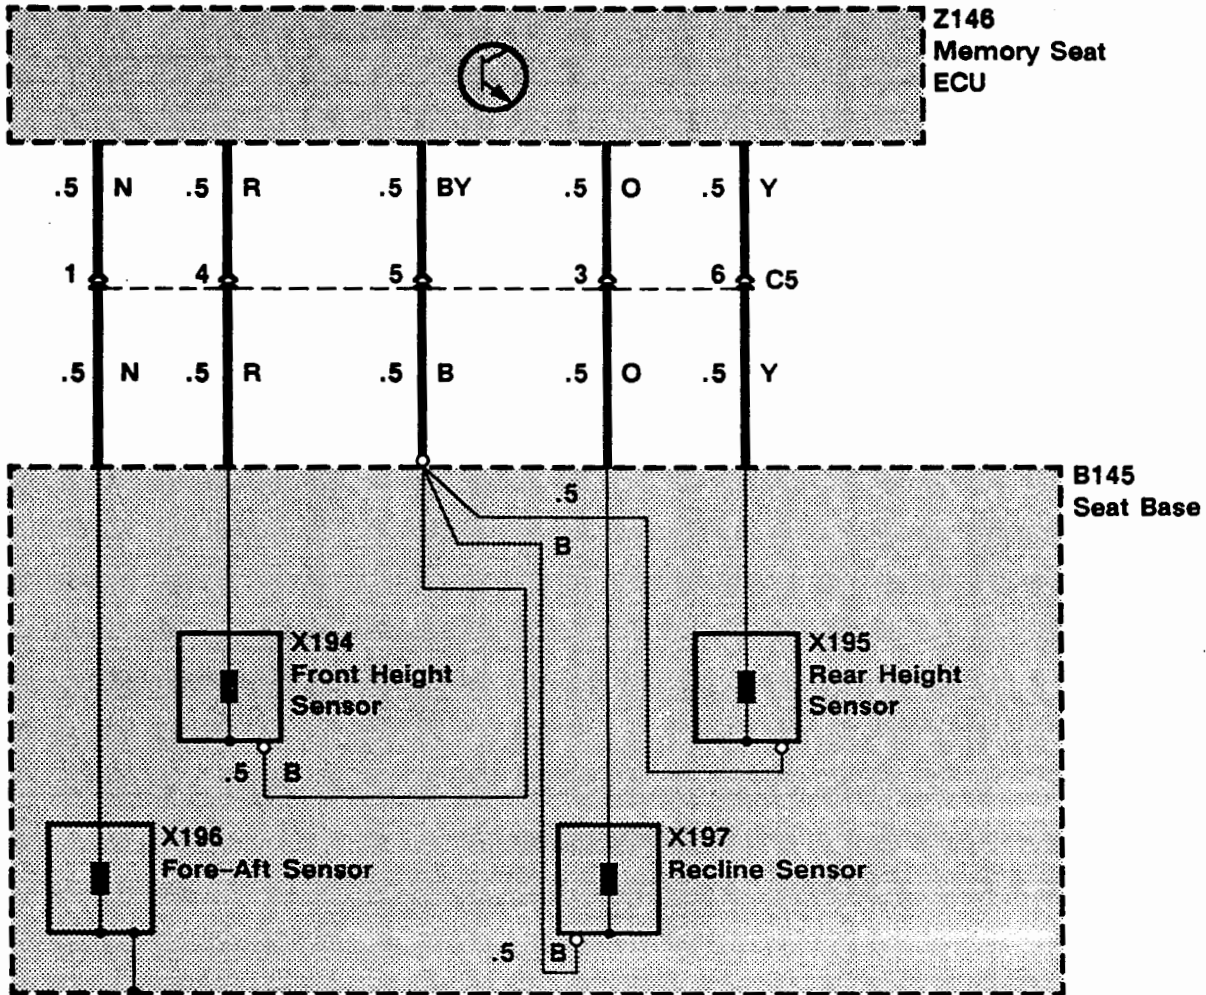 Z146
Memory Seat
ECU
.5 N .5 R .5 BY .5 O .5 Y
1 4 5 3 6 C5
.5 N .5 R .5 B .5 O .5 Y
B145
Seat Base
.5
B
X194
Front Height
Sensor
X195
Rear Height
Sensor
.5 B
X196
Fore-Aft Sensor
X197
Recline Sensor
.5 B